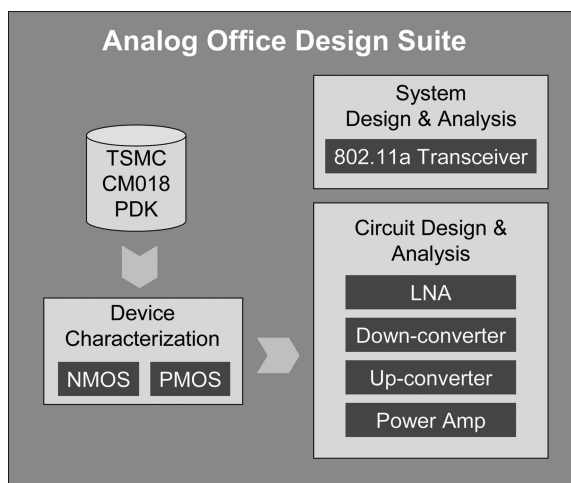 Analog Office Design Suite
TSMC
CM018
PDK
Device
Characterization
NMOS
PMOS
System
Design & Analysis
802.11a Transceiver
Circuit Design &
Analysis
LNA
Down-converter
Up-converter
Power Amp